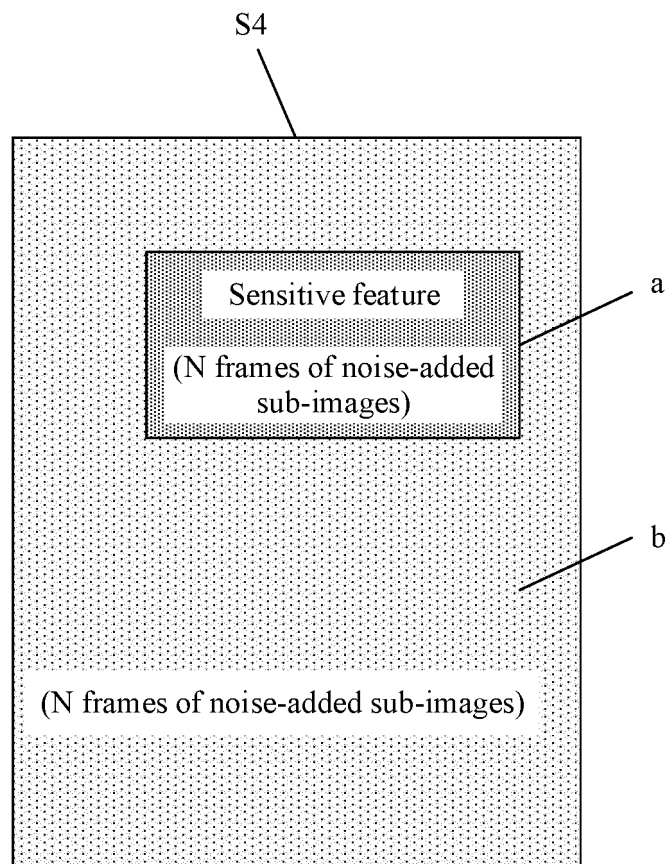 S4
Sensitive feature
a
(N frames of noise-added
sub-images)
b
(N frames of noise-added sub-images)